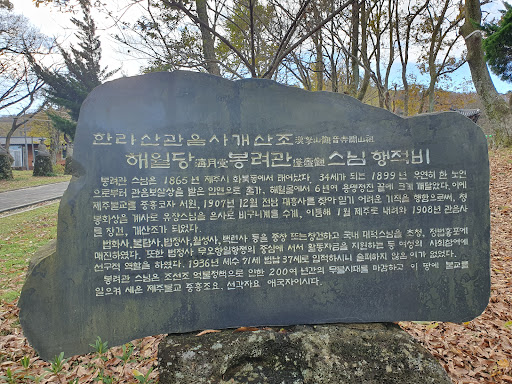 한라산관음사개산조 漢拏山觀音寺開山祖
해월당 海月堂 봉려관 蓬廬觀 스님 행적비
봉려관 스님은 1865년 제주시 화북동에서 태어났다. 34세가 되는 1899년 우연히 한 노인
으로부터 관음보살상을 받은 인연으로 출가, 해월굴에서 6년의 용맹정진 끝에 크게 깨달았다. 이에
제주불교를 중흥코자 서원, 1907년 12월 전남 대흥사를 찾아 믿기 어려운 기적을 행함으로써, 청
봉화상을 계사로 유장스님을 은사로 비구니계를 수계, 이듬해 1월 제주로 내려와 1908년 관음사
를 창건, 개산조가 되었다.
법화사, 불탑사, 법정사, 월성사, 백련사 등을 중창 또는 창건하고 국내 대덕스님을 초청, 정법홍포에
매진하였다. 또한 법정사 무오항일항쟁의 중심에 서서 활동자금을 지원하는 등 여성의 사회참여에
선구적 역할을 하였다. 1936년 세수 71세 법납 37세로 입적하시니 슬퍼하지 않은 이가 없었다.
봉려관 스님은 조선조 억불정책으로 인한 200여 년간의 무불시대를 마감하고 이 땅에 불교를
일으켜 세운 제주불교 중흥조요, 선각자요 애국자이시다.